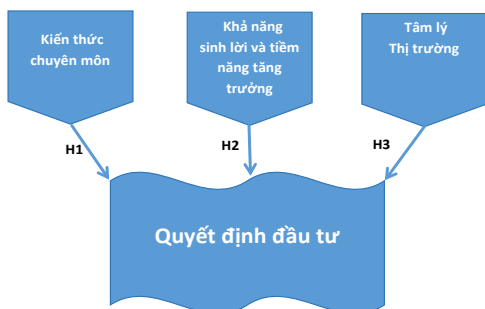 Kiến thức
chuyên môn
Khả năng
sinh lời và tiềm
năng tăng
trưởng
Tâm lý
Thị trường
H1
H2
H3
Quyết định đầu tư